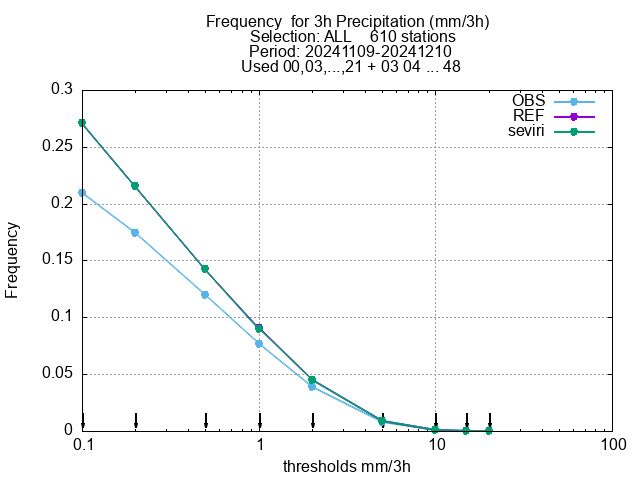 Frequency  for 3h Precipitation (mm/3h)
Selection: ALL    610 stations
Period: 20241109-20241210
Used 00,03,...,21 + 03 04 ... 48
OBS
REF
seviri
0.3
0.25
0.2
0.15
0.1
0.05
0
Frequency
0.1 1 10 100
thresholds mm/3h